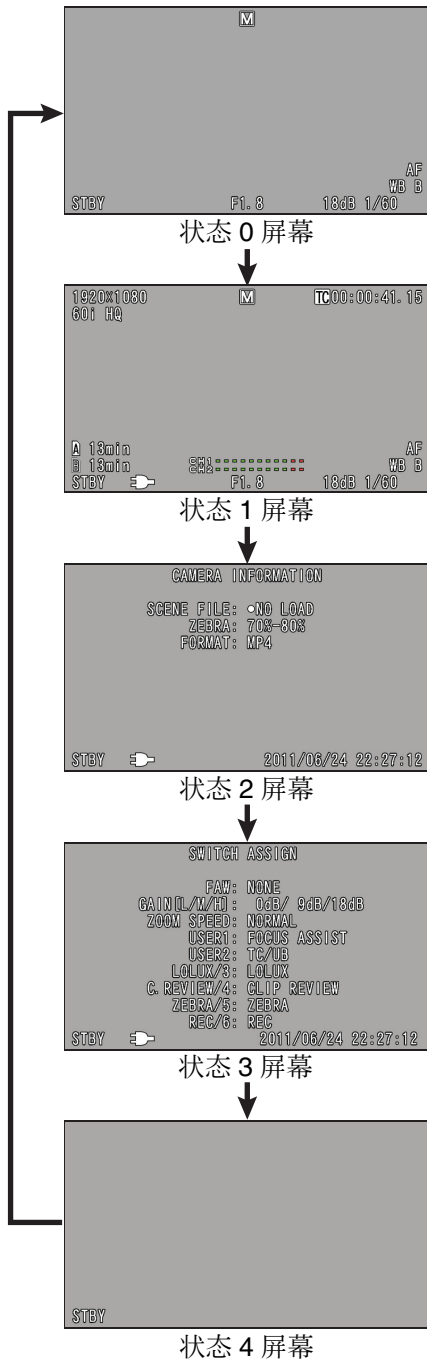 M
AF
WB B
STBY F1.8 18dB 1/60
状态 0 屏幕
1920×1080 M TC 00:00:41.15
60i HQ
A 13min AF
B 13min CH1 CH2 WB B
STBY F1.8 18dB 1/60
状态 1 屏幕
CAMERA INFORMATION
SCENE FILE: ●NO LOAD
ZEBRA: 70%-80%
FORMAT: MP4
STBY 2011/06/24 22:27:12
状态 2 屏幕
SWITCH ASSIGN
FAW: NONE
GAIN[L/M/H]: 0dB/ 9dB/18dB
ZOOM SPEED: NORMAL
USER1: FOCUS ASSIST
USER2: TC/UB
LOLUX/3: LOLUX
C.REVIEW/4: CLIP REVIEW
ZEBRA/5: ZEBRA
REC/6: REC
STBY 2011/06/24 22:27:12
状态 3 屏幕
STBY
状态 4 屏幕